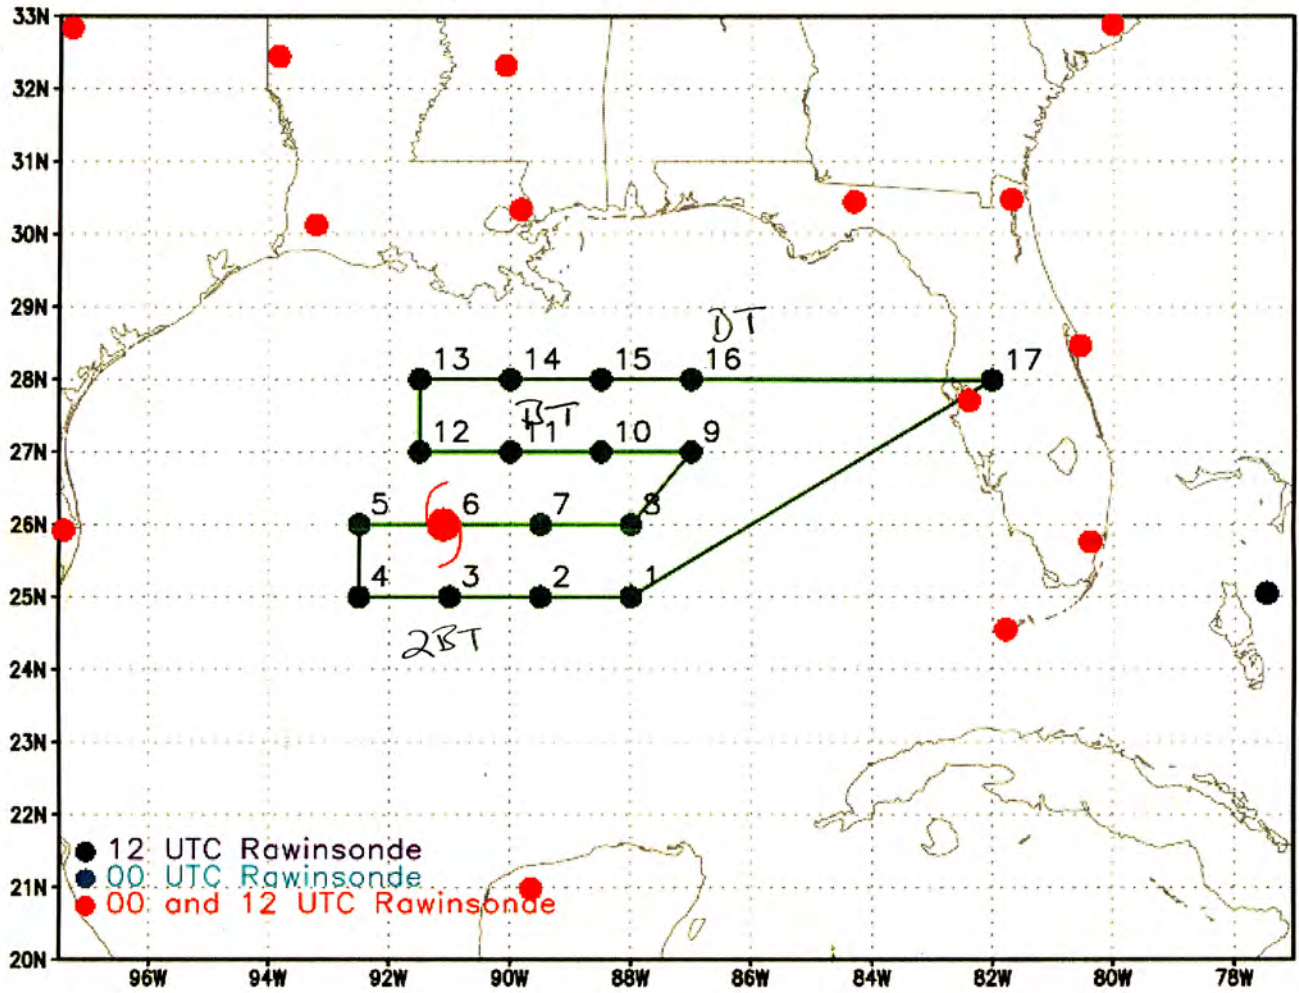 33N
32N
31N
30N
29N
DT
13 14 15 16 17
28N
BT
12 11 10 9
27N
5 6 7 8
26N
4 3 2 1
25N
2BT
24N
23N
22N
12 UTC Rawinsonde
00 UTC Rawinsonde
21N
00 and 12 UTC Rawinsonde
20N
96W 94W 92W 90W 88W 86W 84W 82W 80W 78W